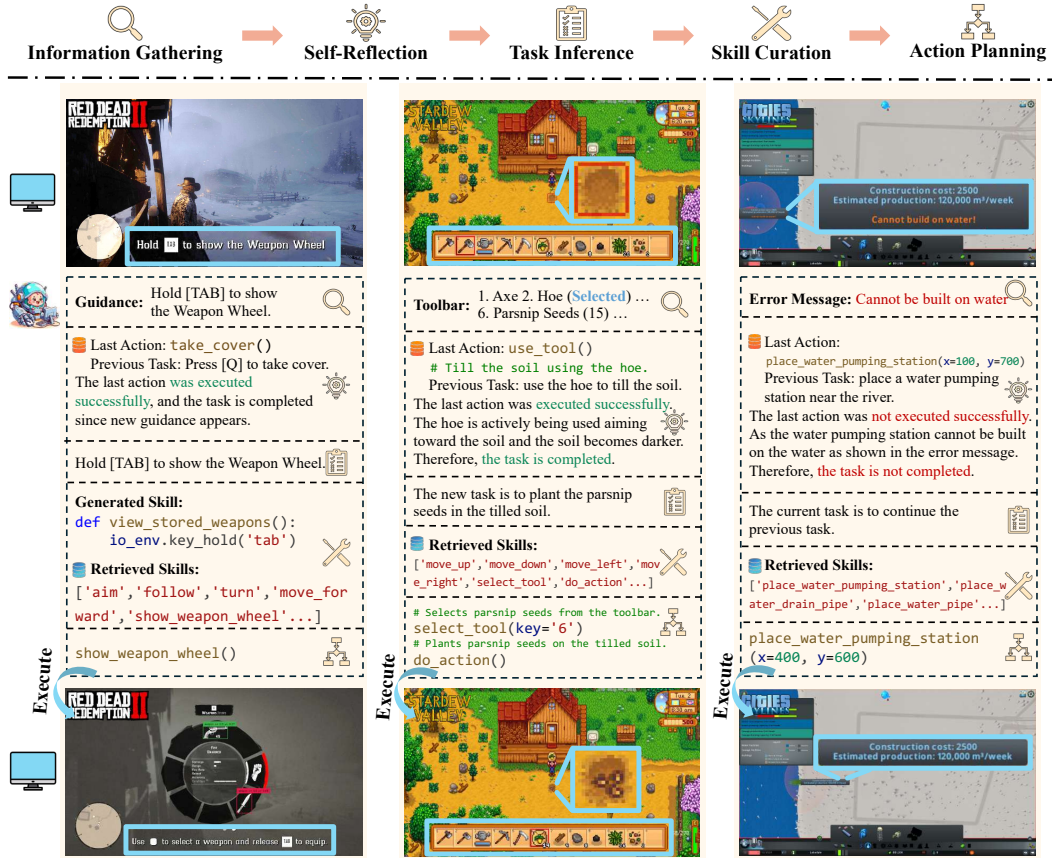 Information Gathering
Self-Reflection
Task Inference
Skill Curation
Action Planning
RED DEAD
REDEMPTION II
Hold TAB to show the Weapon Wheel
Guidance: Hold [TAB] to show
the Weapon Wheel.
Last Action: take_cover()
Previous Task: Press [Q] to take cover.
The last action was executed
successfully, and the task is completed
since new guidance appears.
Hold [TAB] to show the Weapon Wheel.
Generated Skill:
def view_stored_weapons():
io_env.key_hold('tab')
Retrieved Skills:
['aim','follow','turn','move_for
ward','show_weapon_wheel'...]
show_weapon_wheel()
Execute
RED DEAD
REDEMPTION II
Use to select a weapon and release TAB to equip.
STARDEW
VALLEY
Toolbar: 1. Axe 2. Hoe (Selected) …
6. Parsnip Seeds (15) …
Last Action: use_tool()
# Till the soil using the hoe.
Previous Task: use the hoe to till the soil.
The last action was executed successfully.
The hoe is actively being used aiming
toward the soil and the soil becomes darker.
Therefore, the task is completed.
The new task is to plant the parsnip
seeds in the tilled soil.
Retrieved Skills:
['move_up','move_down','move_left','mov
e_right','select_tool','do_action'...]
# Selects parsnip seeds from the toolbar.
select_tool(key='6')
# Plants parsnip seeds on the tilled soil.
do_action()
Execute
STARDEW
VALLEY
CITIES
SKYLINES
Construction cost: 2500
Estimated production: 120,000 m³/week
Cannot build on water!
Error Message: Cannot be built on water
Last Action:
place_water_pumping_station(x=100, y=700)
Previous Task: place a water pumping
station near the river.
The last action was not executed successfully.
As the water pumping station cannot be built
on the water as shown in the error message.
Therefore, the task is not completed.
The current task is to continue the
previous task.
Retrieved Skills:
['place_water_pumping_station','place_w
ater_drain_pipe','place_water_pipe'...]
place_water_pumping_station
(x=400, y=600)
Execute
CITIES
SKYLINES
Construction cost: 2500
Estimated production: 120,000 m³/week